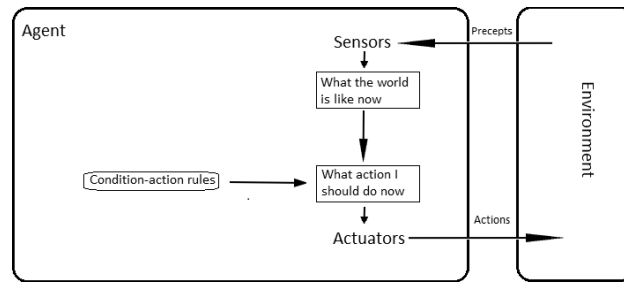 Agent
Sensors
Precepts
What the world
is like now
Environment
Condition-action rules
What action I
should do now
Actuators
Actions